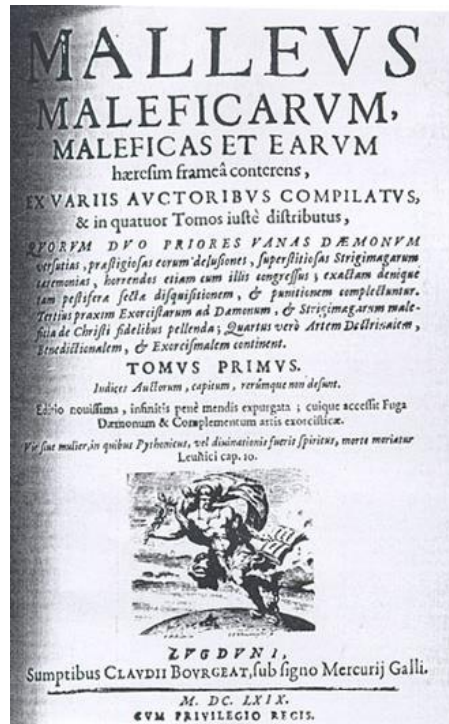 MALLEVS
MALEFICARVM,
MALEFICAS ET EARVM
hæresim frameâ conterens,
EX VARIIS AVCTORIBVS COMPILATVS,
& in quatuor Tomos iustè distributus,
QVORVM DVO PRIORES VANAS DÆMONVM
versutias, præstigiosas eorum delusiones, superstitiosas Strigimagarum
cæremonias, horrendos etiam cum illis congressus; exactam denique
tam pestiferæ sectæ disquisitionem, & punitionem complectuntur.
Tertius praxim Exorcistarum ad Dæmonum, & Strigimagarum male-
ficia de Christi fidelibus pellenda; Quartus verò Artem Doctrinalem,
Benedictionalem, & Exorcismalem continent.
TOMVS PRIMVS.
Indices Auctorum, capitum, rerúmque non desunt.
Editio nouissima, infinitis penè mendis expurgata; cuique accessit Fuga
Dæmonum & Complementum artis exorcisticæ.
Vir siue mulier, in quibus Pythonicus, vel diuinationis fuerit spiritus, morte moriatur
Leuitici cap. 10.
LVGDVNI,
Sumptibus CLAVDII BOVRGEAT, sub signo Mercurij Galli.
M. DC. LXIX.
CVM PRIVILEGIO REGIS.